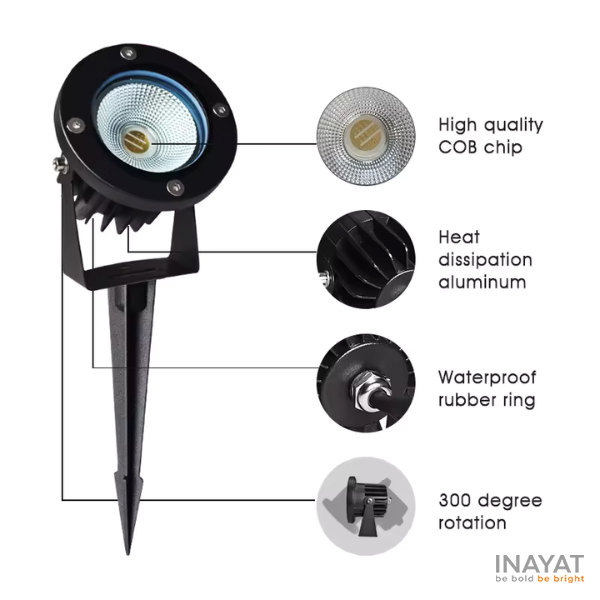 High quality
COB chip
Heat
dissipation
aluminum
Waterproof
rubber ring
300 degree
rotation
INAYAT
be bold be bright